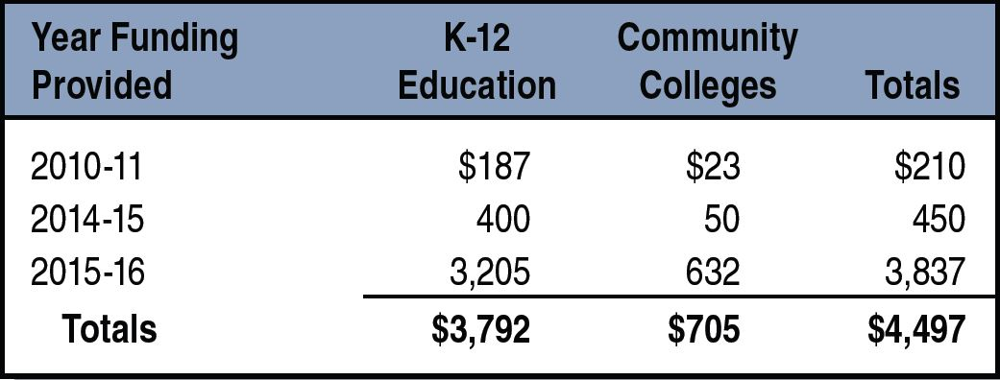 Year Funding Provided K-12 Education Community Colleges Totals
2010-11 $187 $23 $210
2014-15 400 50 450
2015-16 3,205 632 3,837
Totals $3,792 $705 $4,497